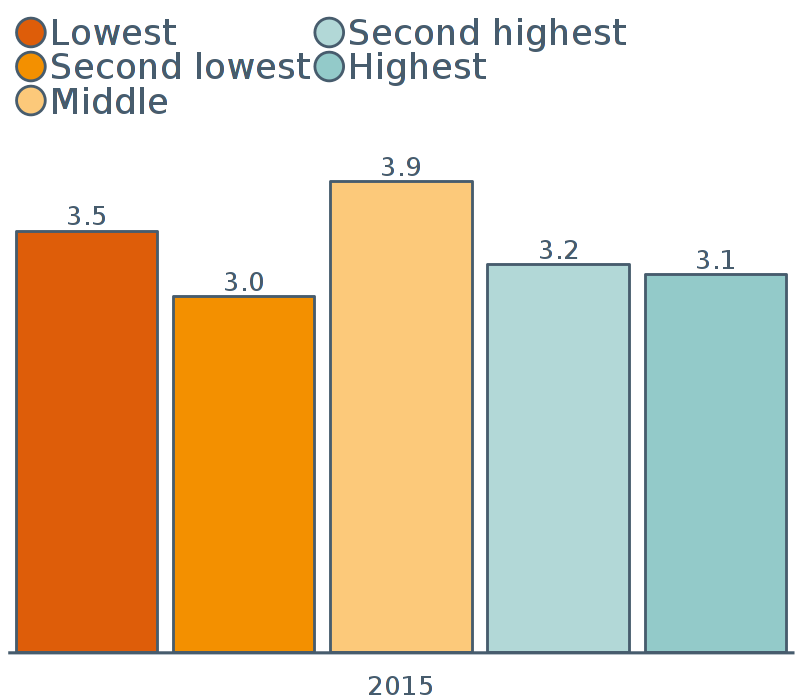 Lowest
Second lowest
Middle
Second highest
Highest
3.5
3.0
3.9
3.2
3.1
2015